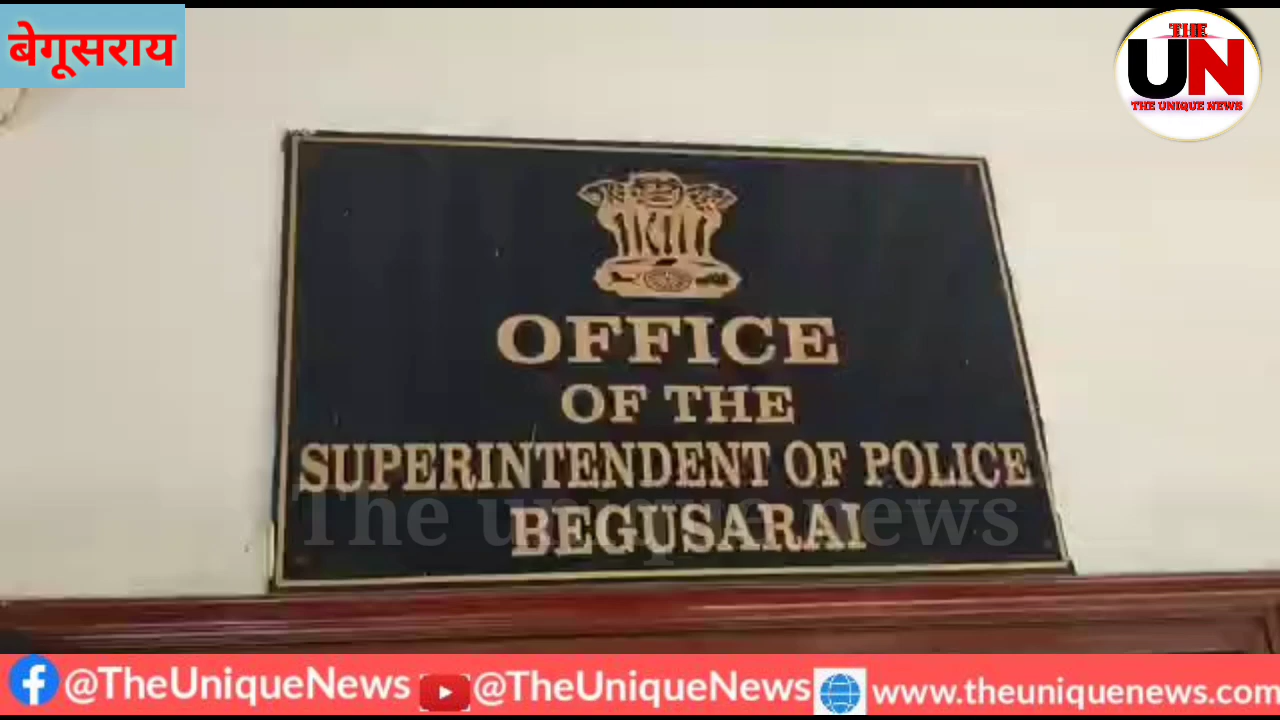 बेगूसराय
THE
UN
THE UNIQUE NEWS
OFFICE
OF THE
SUPERINTENDENT OF POLICE
BEGUSARAI
The unique news
@TheUniqueNews @TheUniqueNews www.theuniquenews.com